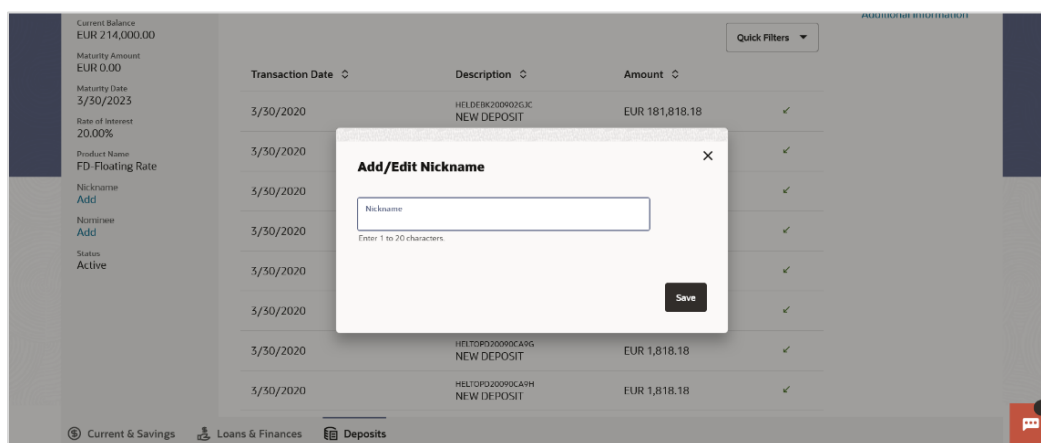 Additional Information
Current Balance
EUR 214,000.00
Maturity Amount
EUR 0.00
Maturity Date
3/30/2023
Rate of Interest
20.00%
Product Name
FD-Floating Rate
Nickname
Add
Nominee
Add
Status
Active
Quick Filters
Transaction Date Description Amount
3/30/2020 HELDEBK200902GJC NEW DEPOSIT EUR 181,818.18
3/30/2020
3/30/2020
3/30/2020
3/30/2020
3/30/2020
3/30/2020 HELTOPD20090CA9G NEW DEPOSIT EUR 1,818.18
3/30/2020 HELTOPD20090CA9H NEW DEPOSIT EUR 1,818.18
Add/Edit Nickname
Nickname
Enter 1 to 20 characters.
Save
Current & Savings Loans & Finances Deposits